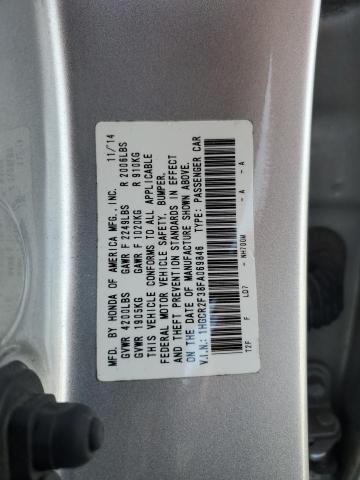 MFD. BY HONDA OF AMERICA MFG., INC. 11/14
GVWR 4200LBS GAWR F 2249LBS R 2006LBS
GVWR 1905KG GAWR F 1020KG R 910KG
THIS VEHICLE CONFORMS TO ALL APPLICABLE
FEDERAL MOTOR VEHICLE SAFETY, BUMPER,
AND THEFT PREVENTION STANDARDS IN EFFECT
ON THE DATE OF MANUFACTURE SHOWN ABOVE.
V.I.N.: 1HGCR2F38FA069846 TYPE: PASSENGER CAR
T2F F LD7 NH700M A - A